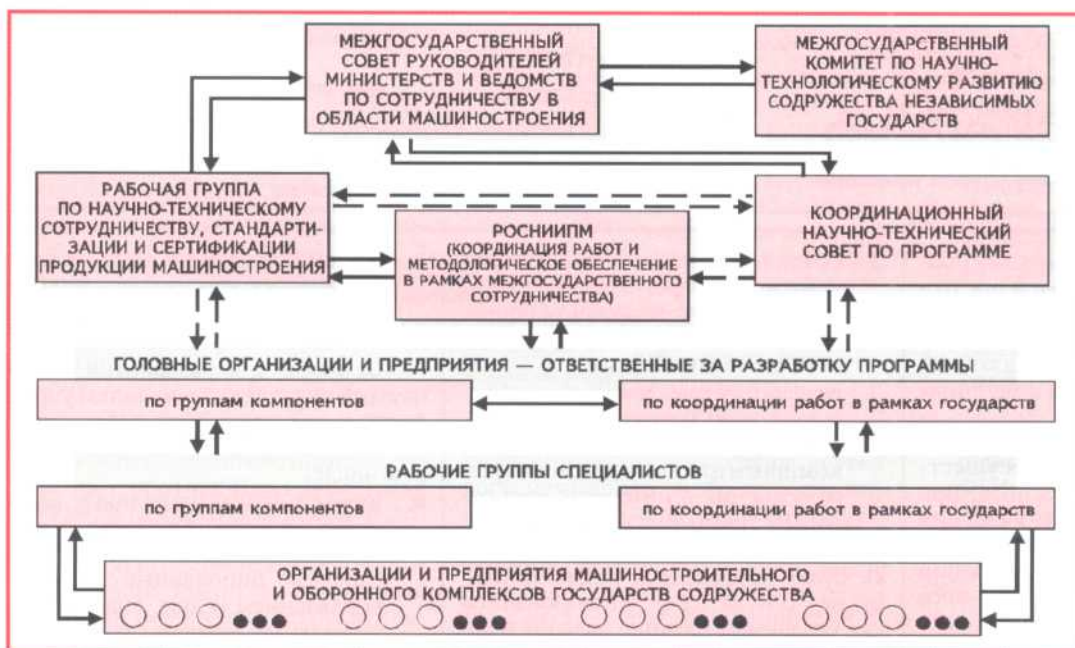 МЕЖГОСУДАРСТВЕННЫЙ
СОВЕТ РУКОВОДИТЕЛЕЙ
МИНИСТЕРСТВ И ВЕДОМСТВ
ПО СОТРУДНИЧЕСТВУ В
ОБЛАСТИ МАШИНОСТРОЕНИЯ
МЕЖГОСУДАРСТВЕННЫЙ
КОМИТЕТ ПО НАУЧНО-
ТЕХНОЛОГИЧЕСКОМУ РАЗВИТИЮ
СОДРУЖЕСТВА НЕЗАВИСИМЫХ
ГОСУДАРСТВ
РАБОЧАЯ ГРУППА
ПО НАУЧНО-ТЕХНИЧЕСКОМУ
СОТРУДНИЧЕСТВУ, СТАНДАРТИ-
ЗАЦИИ И СЕРТИФИКАЦИИ
ПРОДУКЦИИ МАШИНОСТРОЕНИЯ
РОСНИИПМ
(КООРДИНАЦИЯ РАБОТ И
МЕТОДОЛОГИЧЕСКОЕ ОБЕСПЕЧЕНИЕ
В РАМКАХ МЕЖГОСУДАРСТВЕННОГО
СОТРУДНИЧЕСТВА)
КООРДИНАЦИОННЫЙ
НАУЧНО-ТЕХНИЧЕСКИЙ
СОВЕТ ПО ПРОГРАММЕ
ГОЛОВНЫЕ ОРГАНИЗАЦИИ И ПРЕДПРИЯТИЯ — ОТВЕТСТВЕННЫЕ ЗА РАЗРАБОТКУ ПРОГРАММЫ
по группам компонентов
по координации работ в рамках государств
РАБОЧИЕ ГРУППЫ СПЕЦИАЛИСТОВ
по группам компонентов
по координации работ в рамках государств
ОРГАНИЗАЦИИ И ПРЕДПРИЯТИЯ МАШИНОСТРОИТЕЛЬНОГО
И ОБОРОННОГО КОМПЛЕКСОВ ГОСУДАРСТВ СОДРУЖЕСТВА